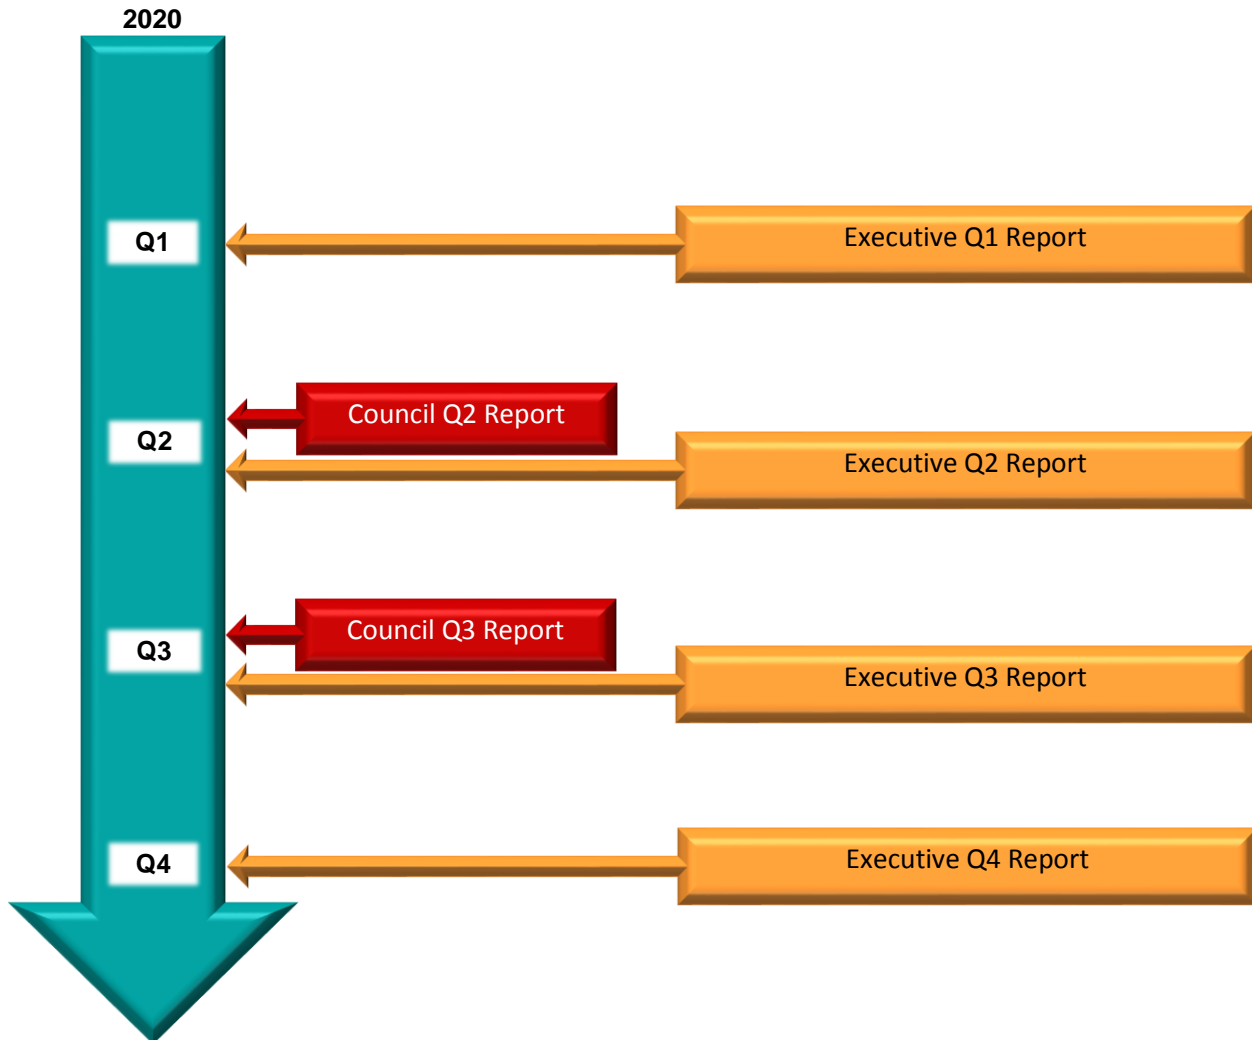 2020
Q1
Executive Q1 Report
Council Q2 Report
Q2
Executive Q2 Report
Council Q3 Report
Q3
Executive Q3 Report
Q4
Executive Q4 Report